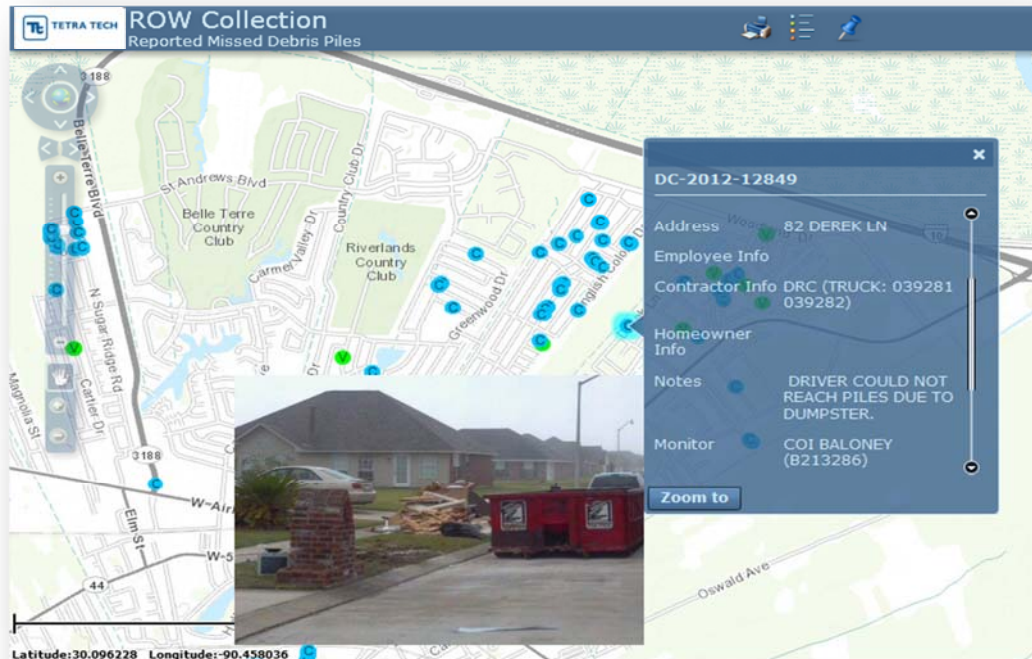 TETRA TECH
ROW Collection
Reported Missed Debris Piles
3188
Belle Terre Blvd
St Andrews Blvd
Belle Terre
Country
Club
Carmel Valley Dr
Country Club Dr
Riverlands
Country
Club
Greenwood Dr
English Colony
N Sugar Ridge Rd
Cartier Dr
Magnolia St
3188
Elm St
W-5
44
Oswald Ave
10
DC-2012-12849
Address 82 DEREK LN
Employee Info
Contractor Info DRC (TRUCK: 039281
039282)
Homeowner
Info
Notes DRIVER COULD NOT
REACH PILES DUE TO
DUMPSTER.
Monitor COI BALONEY
(B213286)
Zoom to
Latitude:30.096228 Longitude:-90.458036